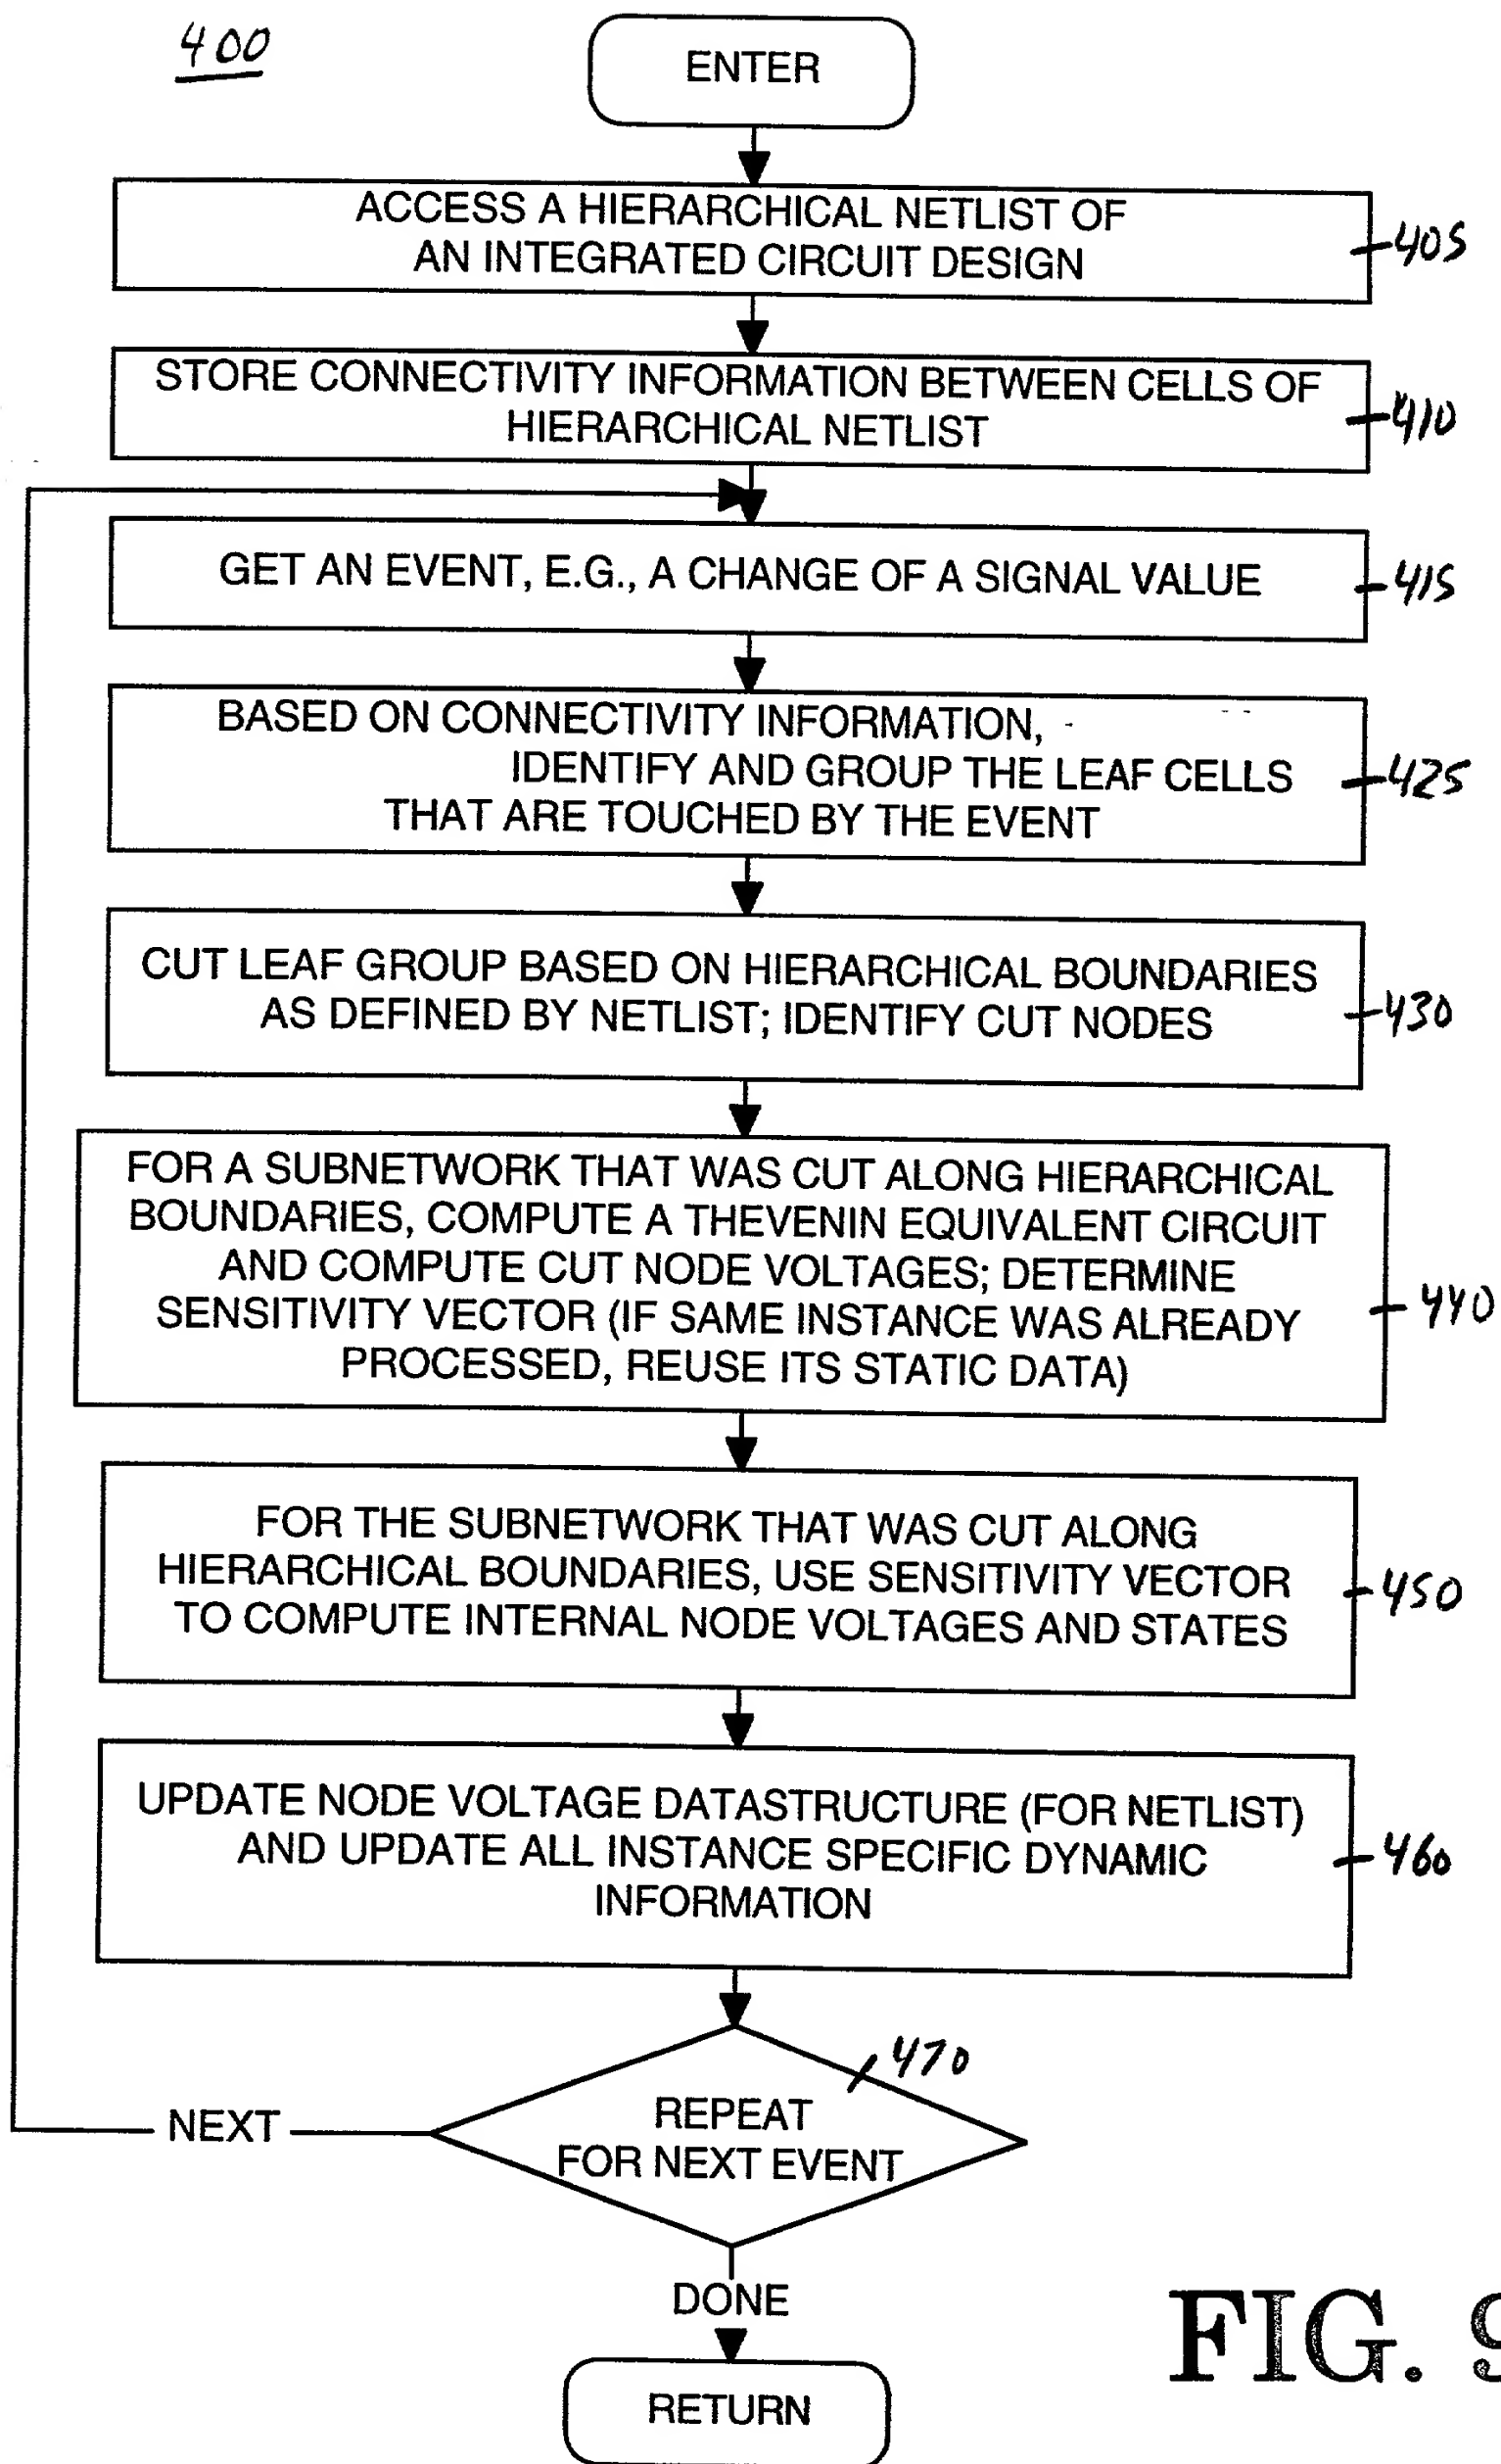 400
ENTER
ACCESS A HIERARCHICAL NETLIST OF
AN INTEGRATED CIRCUIT DESIGN
405
STORE CONNECTIVITY INFORMATION BETWEEN CELLS OF
HIERARCHICAL NETLIST
410
GET AN EVENT, E.G., A CHANGE OF A SIGNAL VALUE
415
BASED ON CONNECTIVITY INFORMATION,
IDENTIFY AND GROUP THE LEAF CELLS
THAT ARE TOUCHED BY THE EVENT
425
CUT LEAF GROUP BASED ON HIERARCHICAL BOUNDARIES
AS DEFINED BY NETLIST; IDENTIFY CUT NODES
430
FOR A SUBNETWORK THAT WAS CUT ALONG HIERARCHICAL
BOUNDARIES, COMPUTE A THEVENIN EQUIVALENT CIRCUIT
AND COMPUTE CUT NODE VOLTAGES; DETERMINE
SENSITIVITY VECTOR (IF SAME INSTANCE WAS ALREADY
PROCESSED, REUSE ITS STATIC DATA)
440
FOR THE SUBNETWORK THAT WAS CUT ALONG
HIERARCHICAL BOUNDARIES, USE SENSITIVITY VECTOR
TO COMPUTE INTERNAL NODE VOLTAGES AND STATES
450
UPDATE NODE VOLTAGE DATASTRUCTURE (FOR NETLIST)
AND UPDATE ALL INSTANCE SPECIFIC DYNAMIC
INFORMATION
460
470
REPEAT
FOR NEXT EVENT
NEXT
DONE
RETURN
FIG. 9